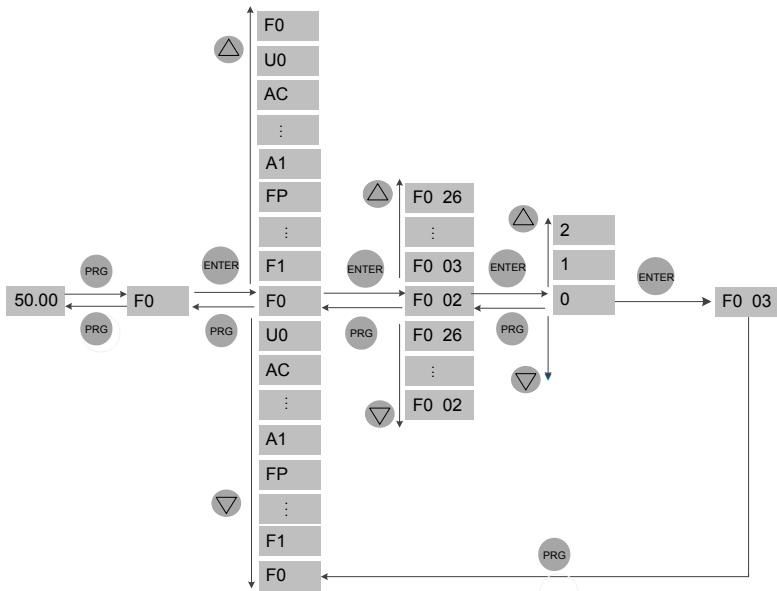 F0
U0
AC
⋮
A1
FP
⋮
F1
F0
U0
AC
⋮
A1
FP
⋮
F1
F0
50.00
PRG
PRG
F0
ENTER
PRG
ENTER
PRG
F0 26
⋮
F0 03
F0 02
F0 26
⋮
F0 02
ENTER
PRG
2
1
0
ENTER
F0 03
PRG